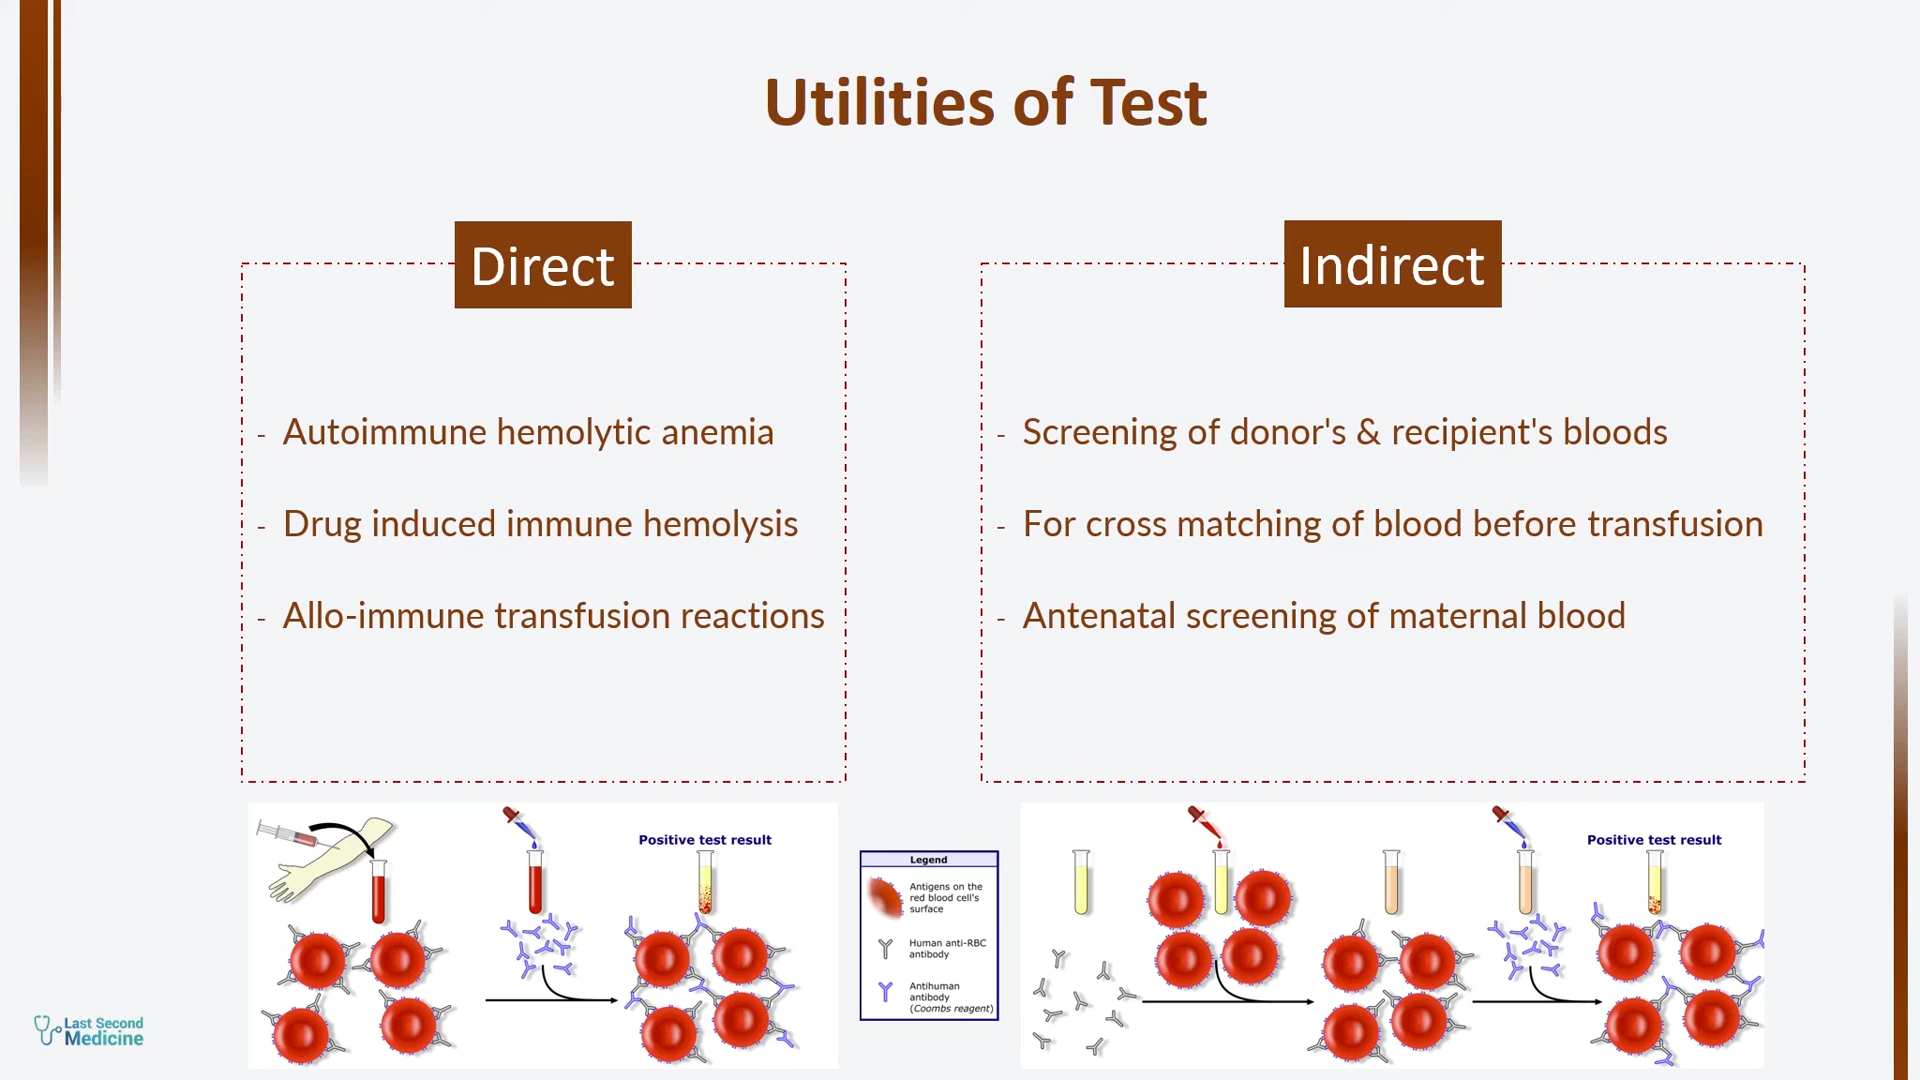 Utilities of Test
Direct
- Autoimmune hemolytic anemia
- Drug induced immune hemolysis
- Allo-immune transfusion reactions
Indirect
- Screening of donor's & recipient's bloods
- For cross matching of blood before transfusion
- Antenatal screening of maternal blood
Positive test result
Legend
Antigens on the
red blood cell's
surface
Human anti-RBC
antibody
Antihuman
antibody
(Coombs reagent)
Positive test result
Last Second
Medicine